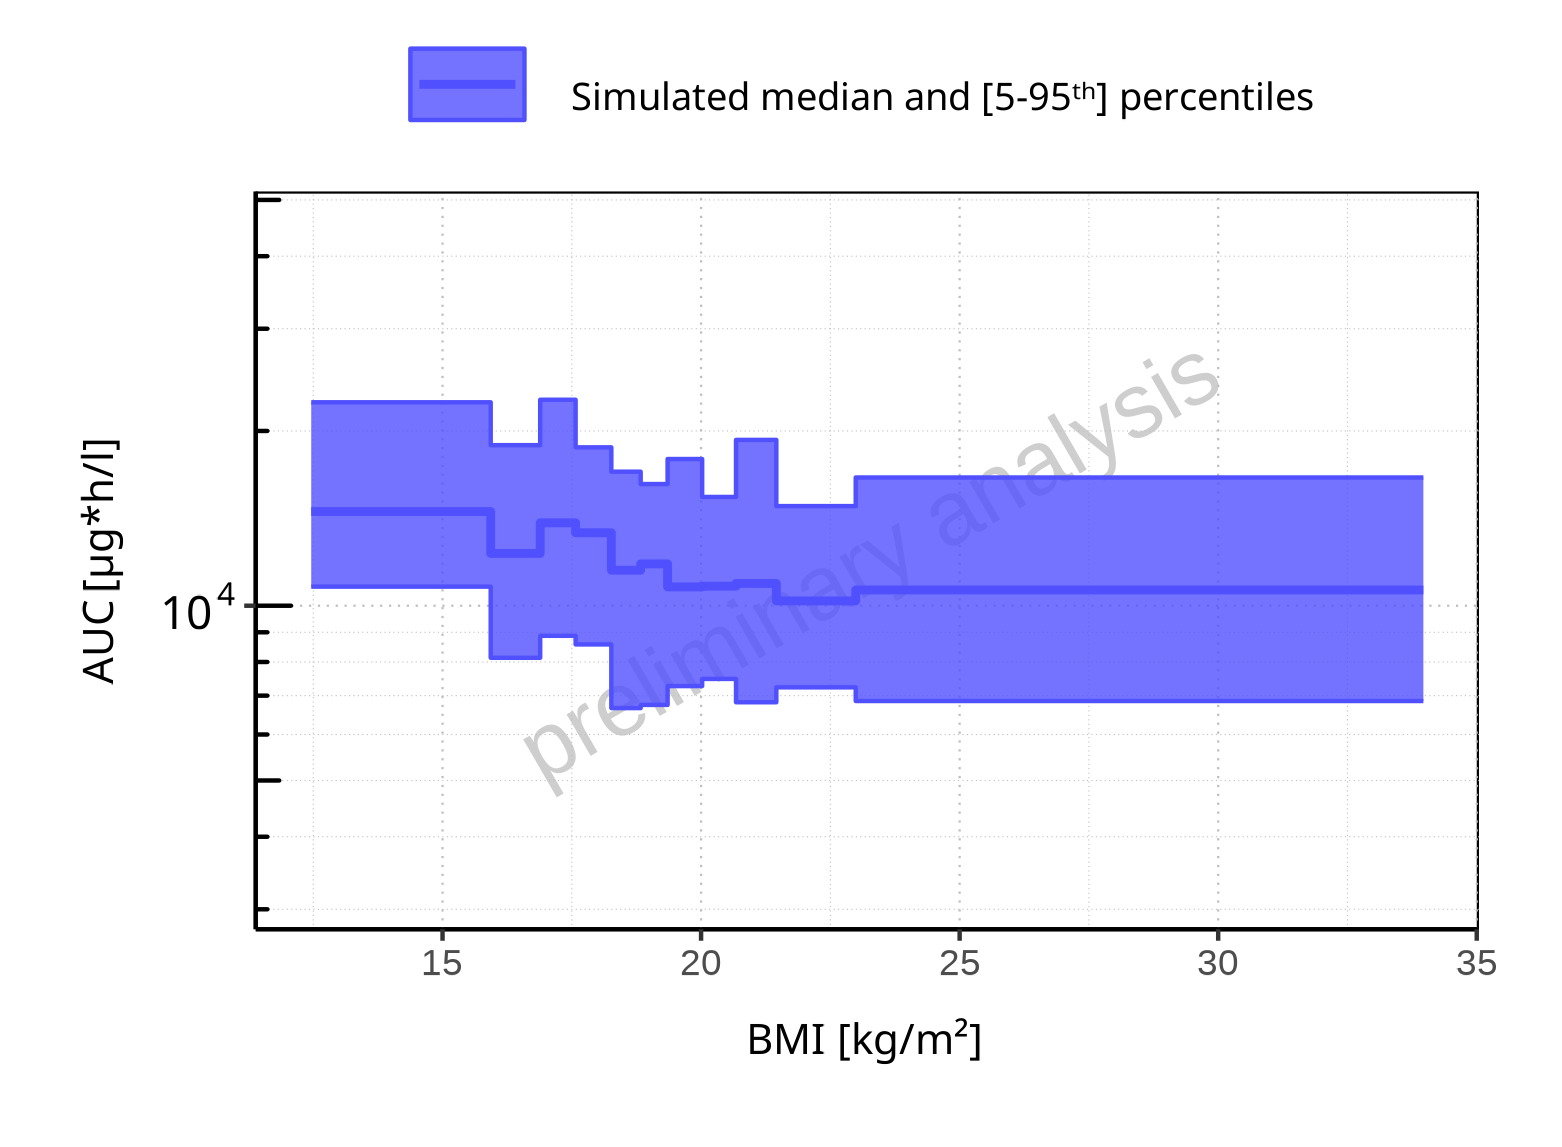 Simulated median and [5-95ᵗʰ] percentiles
AUC [µg*h/l]
10⁴
preliminary analysis
15 20 25 30 35
BMI [kg/m²]